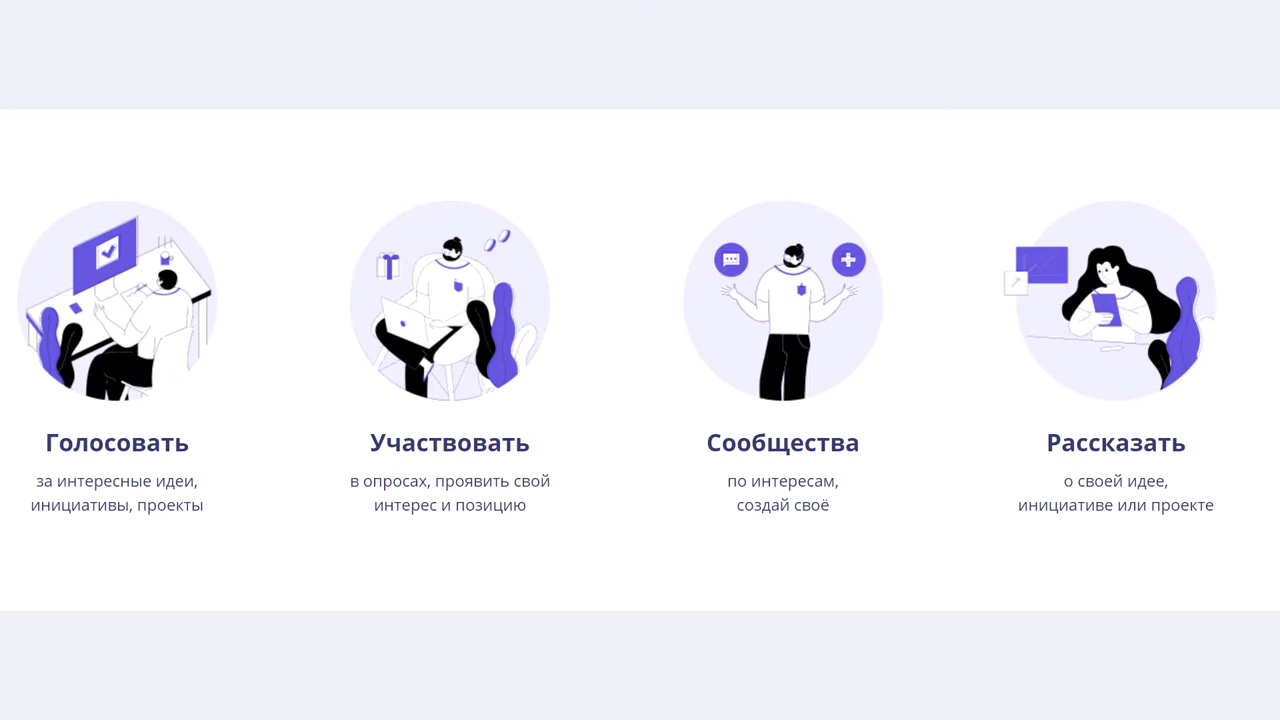 Голосовать
за интересные идеи,
инициативы, проекты
Участвовать
в опросах, проявить свой
интерес и позицию
Сообщества
по интересам,
создай своё
Рассказать
о своей идее,
инициативе или проекте